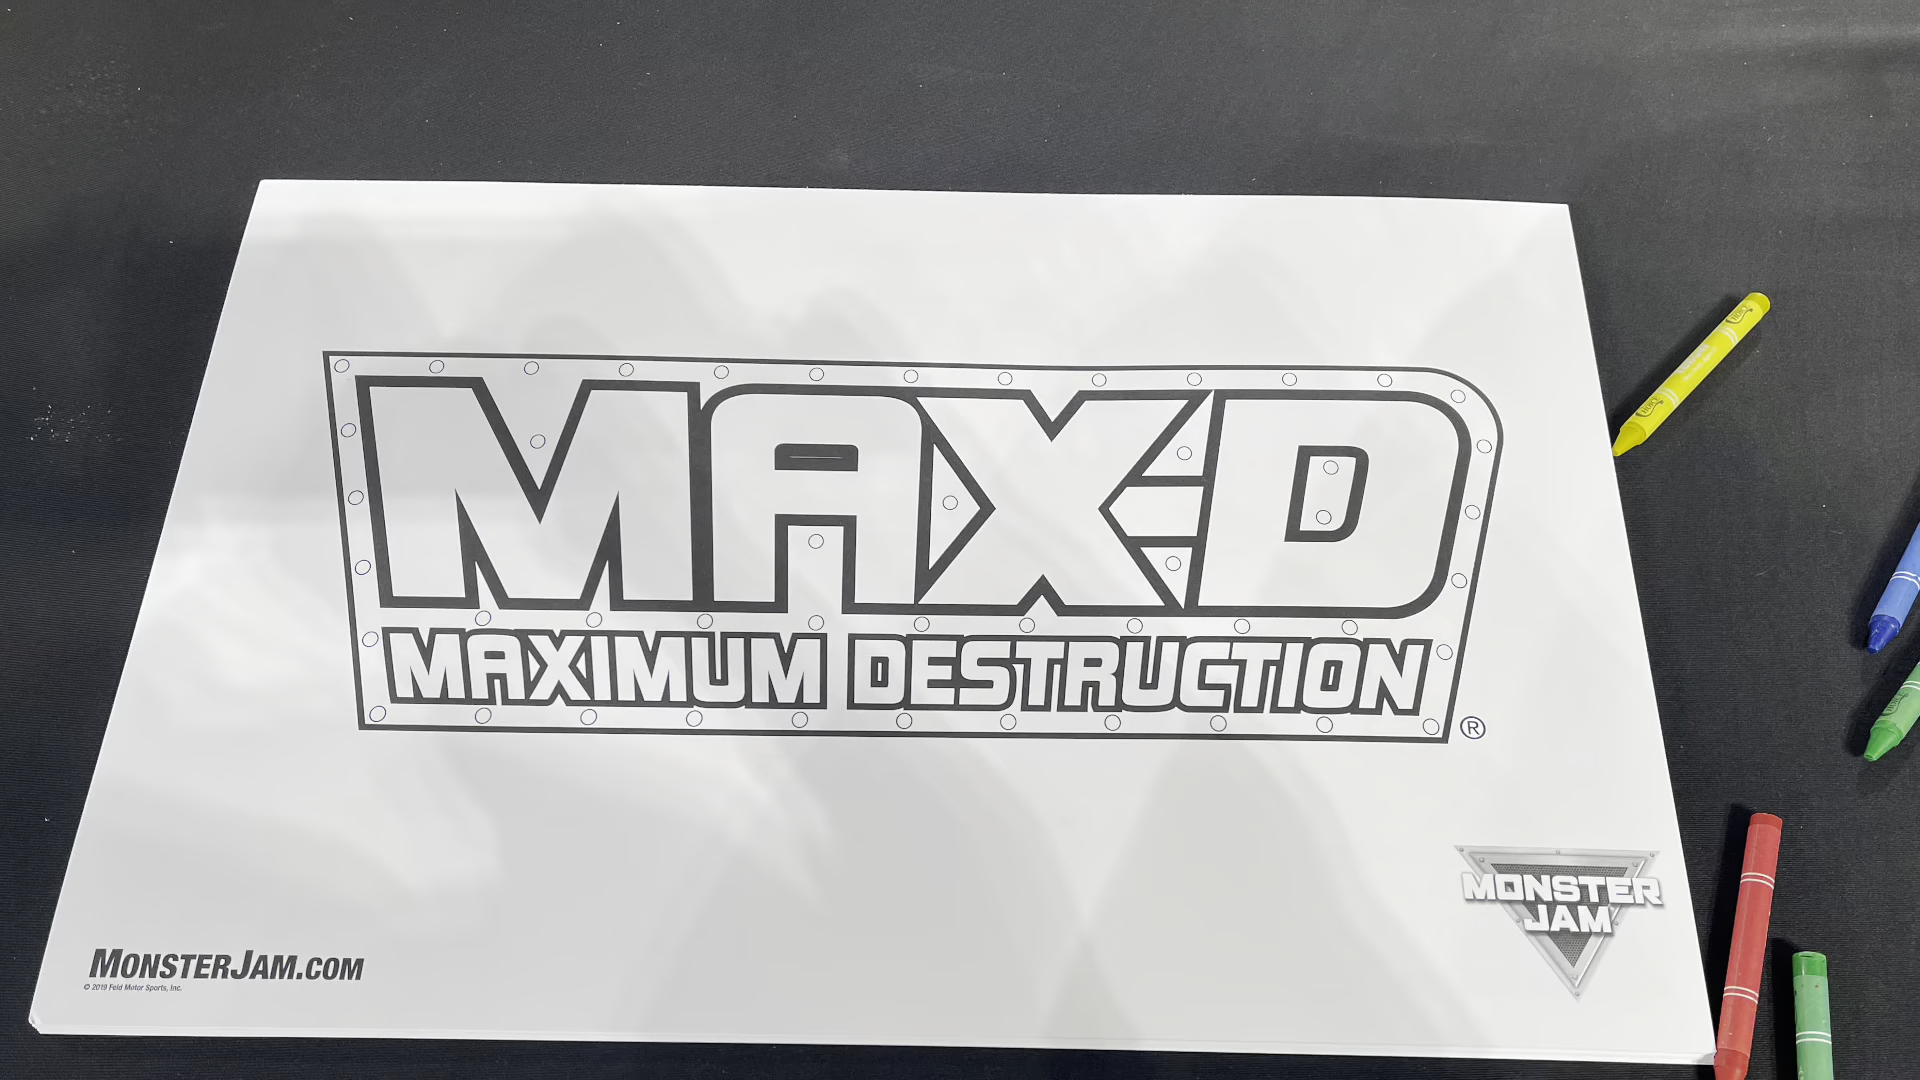 MAX-D
MAXIMUM DESTRUCTION
®
MONSTER
JAM
MONSTERJAM.COM
© 2019 Feld Motor Sports, Inc.